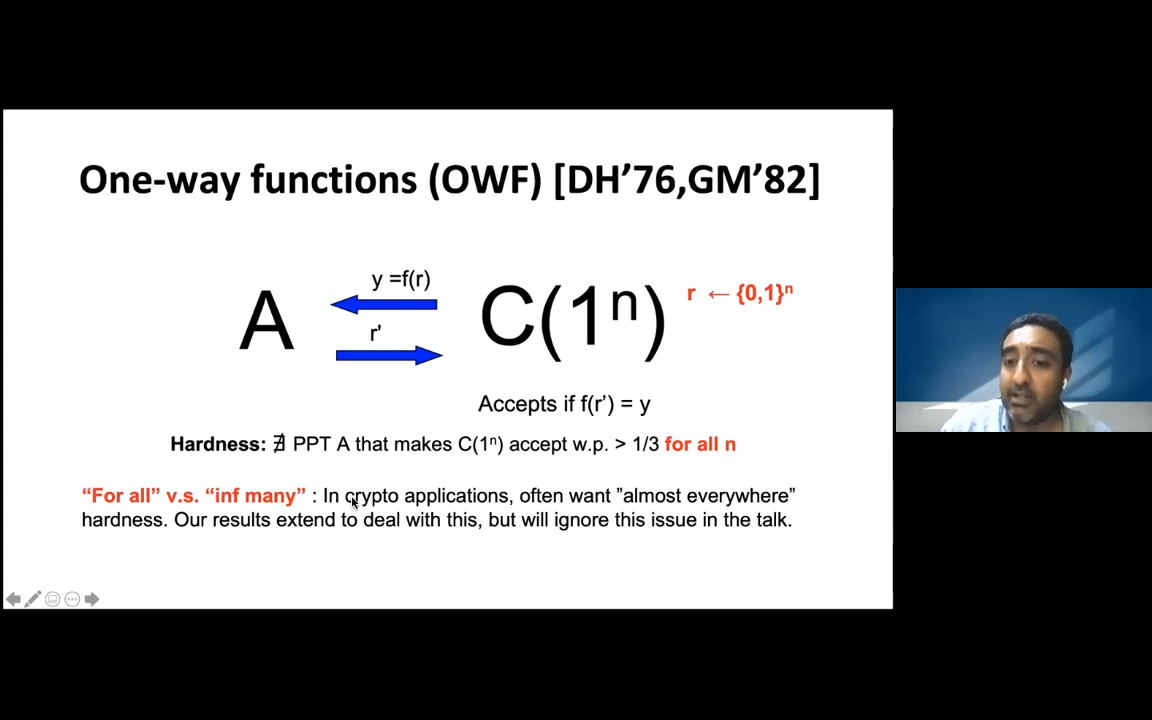 One-way functions (OWF) [DH’76,GM’82]
y =f(r)
A
C(1ⁿ)
r ← {0,1}ⁿ
r'
Accepts if f(r’) = y
Hardness: ∄ PPT A that makes C(1ⁿ) accept w.p. > 1/3 for all n
“For all” v.s. “inf many” : In crypto applications, often want ”almost everywhere”
hardness. Our results extend to deal with this, but will ignore this issue in the talk.